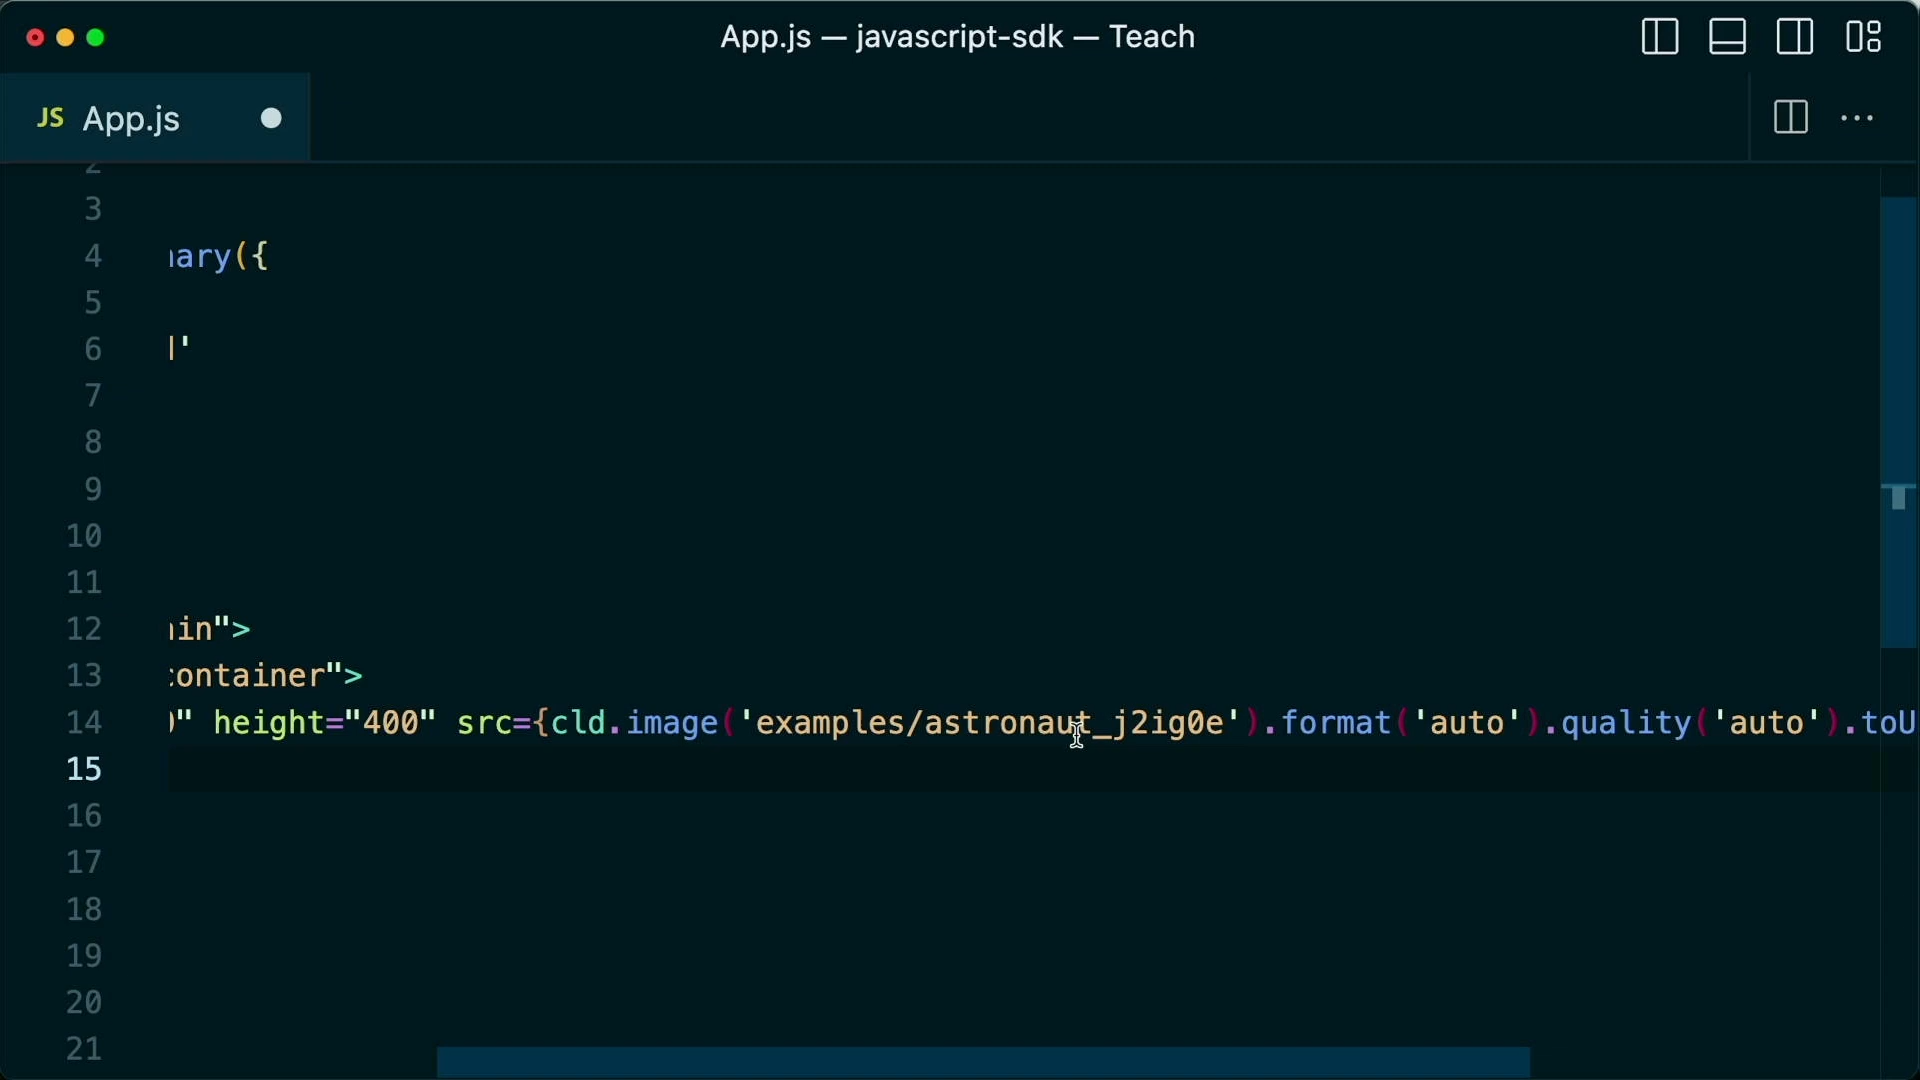 App.js — javascript-sdk — Teach
JS App.js
2
3
4 ary({
5
6 '
7
8
9
10
11
12 in">
13 container">
14 " height="400" src={cld.image('examples/astronaut_j2ig0e').format('auto').quality('auto').toU
15
16
17
18
19
20
21